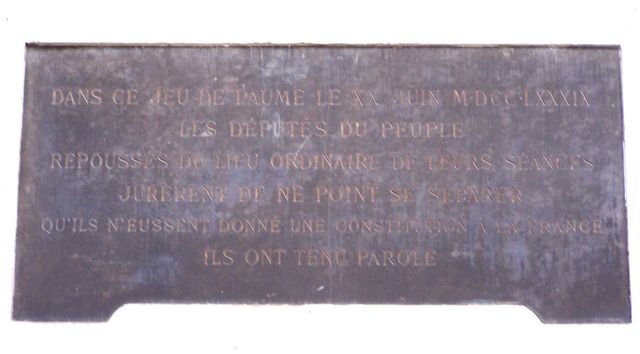 DANS CE JEU DE PAUME LE XX JUIN M·DCC·LXXXIX
LES DÉPUTÉS DU PEUPLE
REPOUSSÉS DU LIEU ORDINAIRE DE LEURS SÉANCES
JURÈRENT DE NE POINT SE SÉPARER
QU'ILS N'EUSSENT DONNÉ UNE CONSTITUTION A LA FRANCE
ILS ONT TENU PAROLE